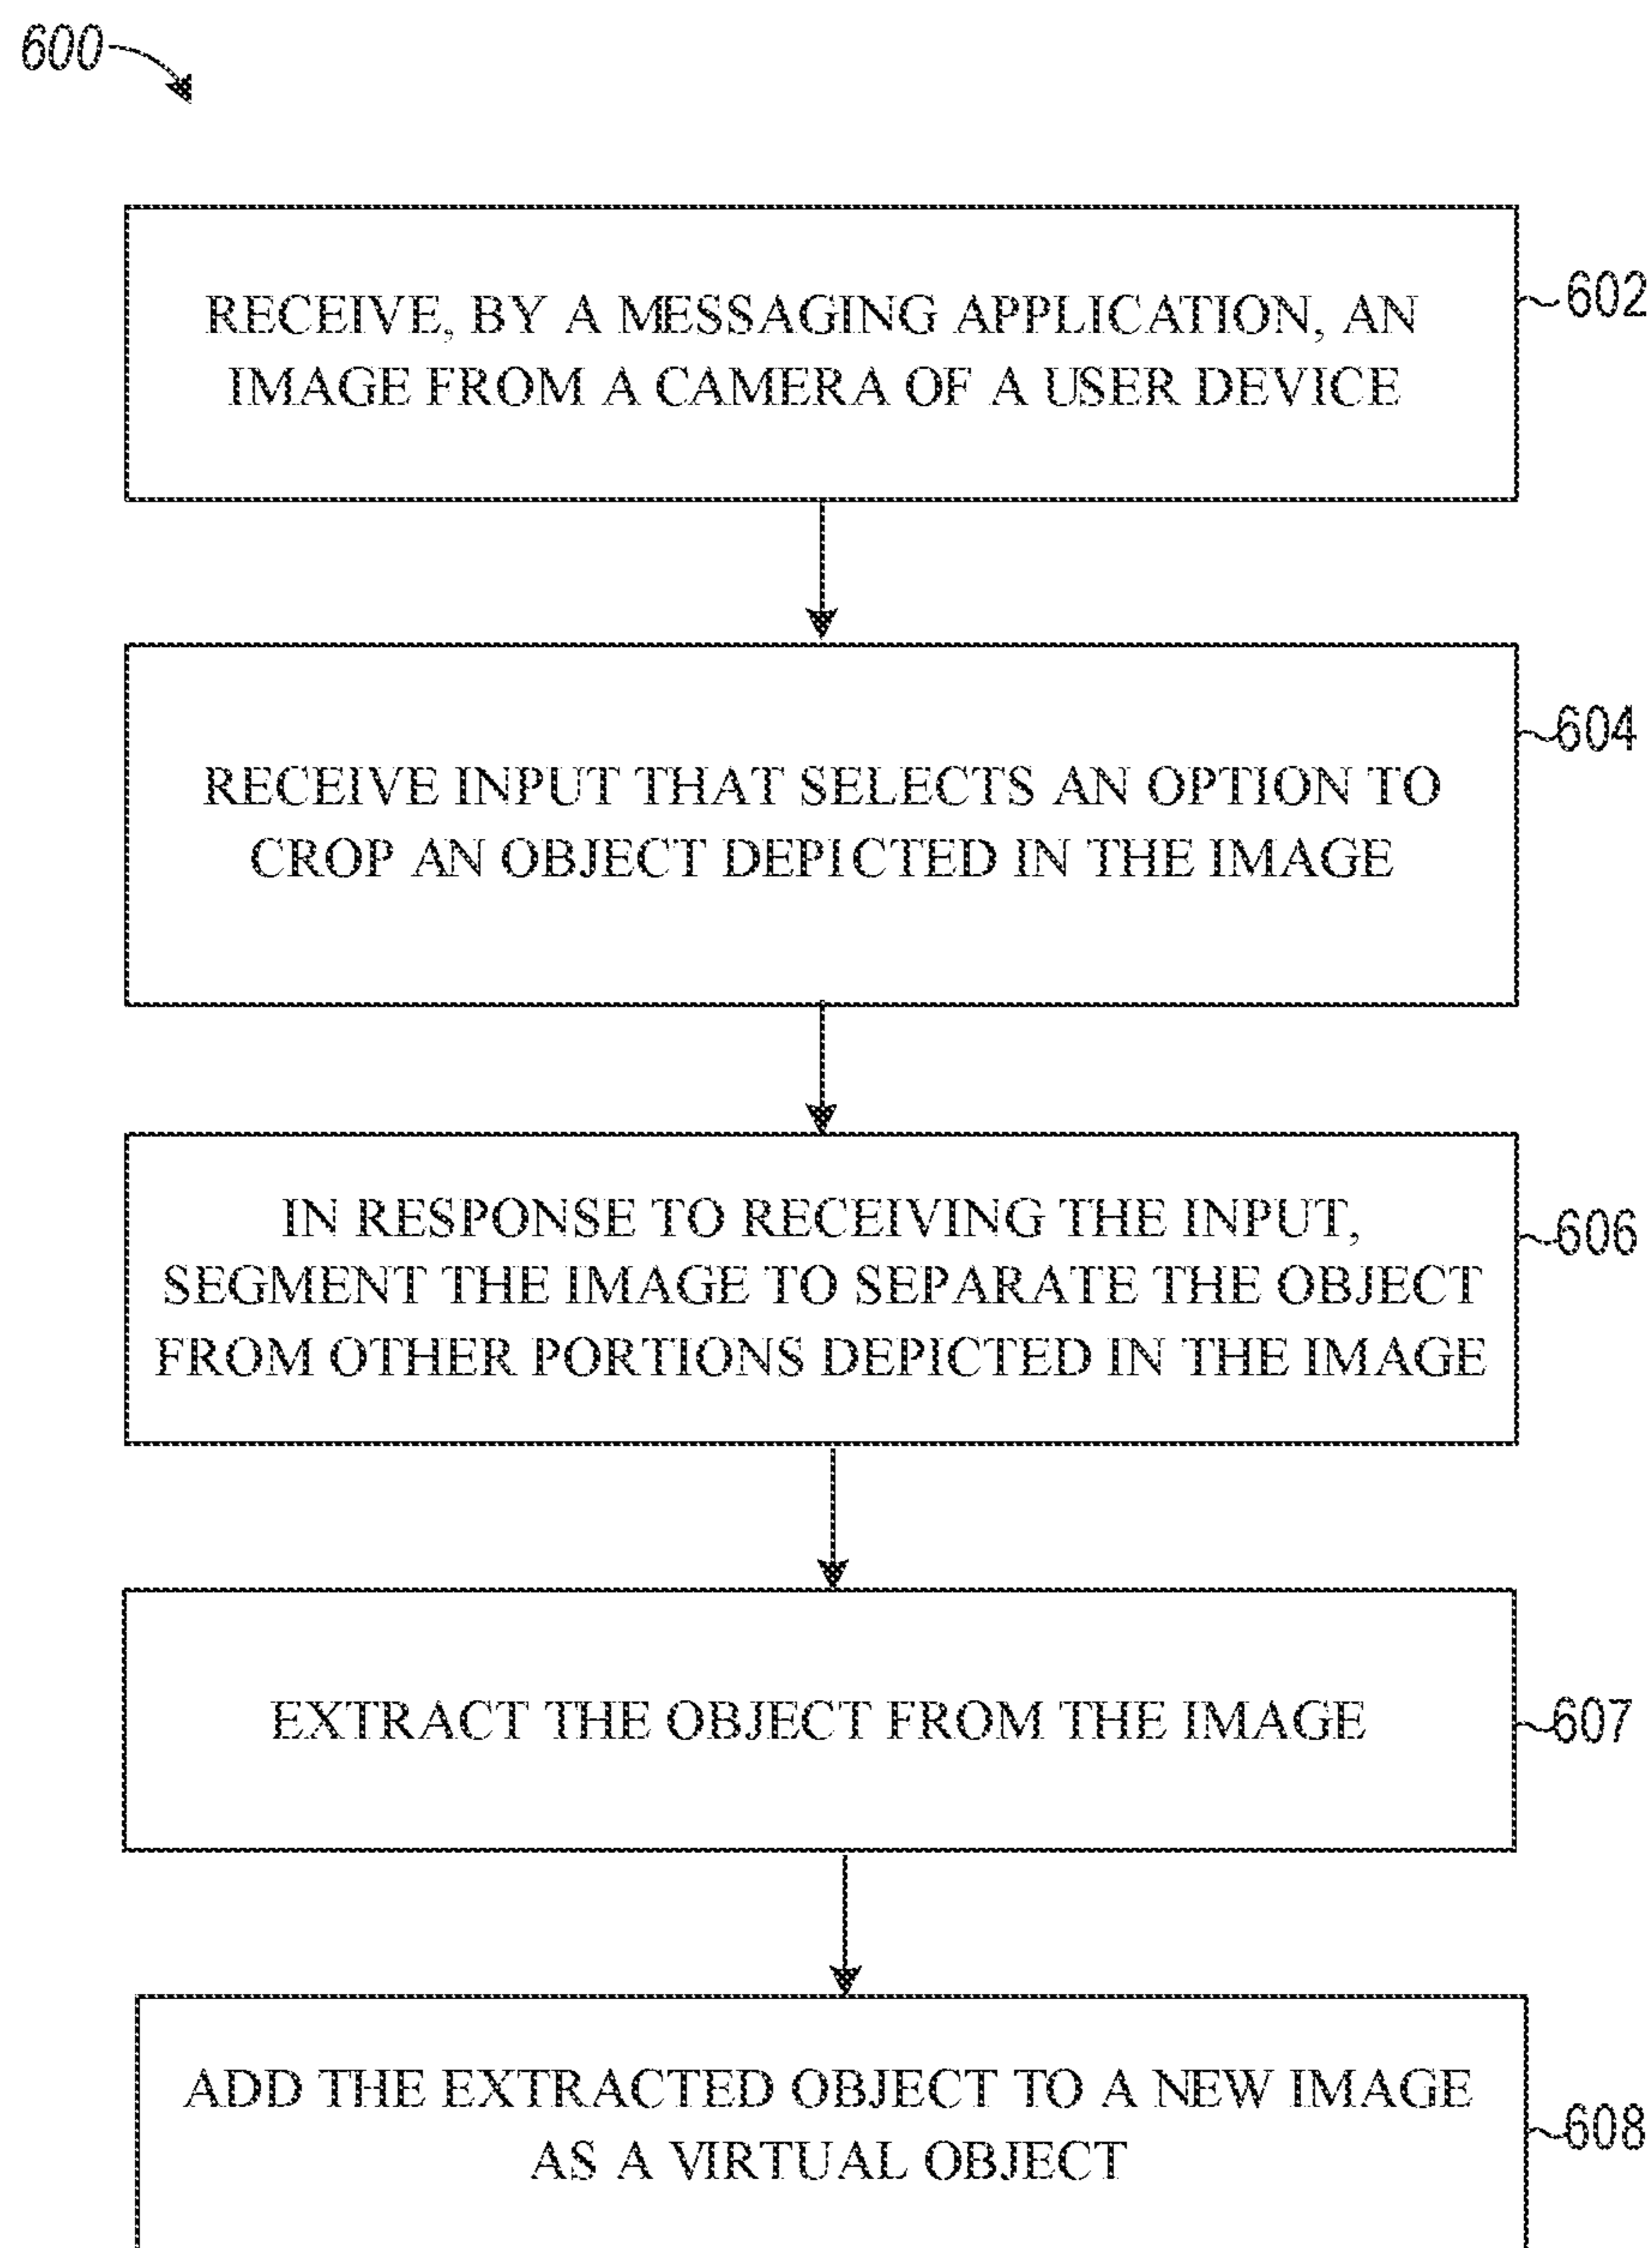 600
RECEIVE, BY A MESSAGING APPLICATION, AN
IMAGE FROM A CAMERA OF A USER DEVICE
602
RECEIVE INPUT THAT SELECTS AN OPTION TO
CROP AN OBJECT DEPICTED IN THE IMAGE
604
IN RESPONSE TO RECEIVING THE INPUT,
SEGMENT THE IMAGE TO SEPARATE THE OBJECT
FROM OTHER PORTIONS DEPICTED IN THE IMAGE
606
EXTRACT THE OBJECT FROM THE IMAGE
607
ADD THE EXTRACTED OBJECT TO A NEW IMAGE
AS A VIRTUAL OBJECT
608